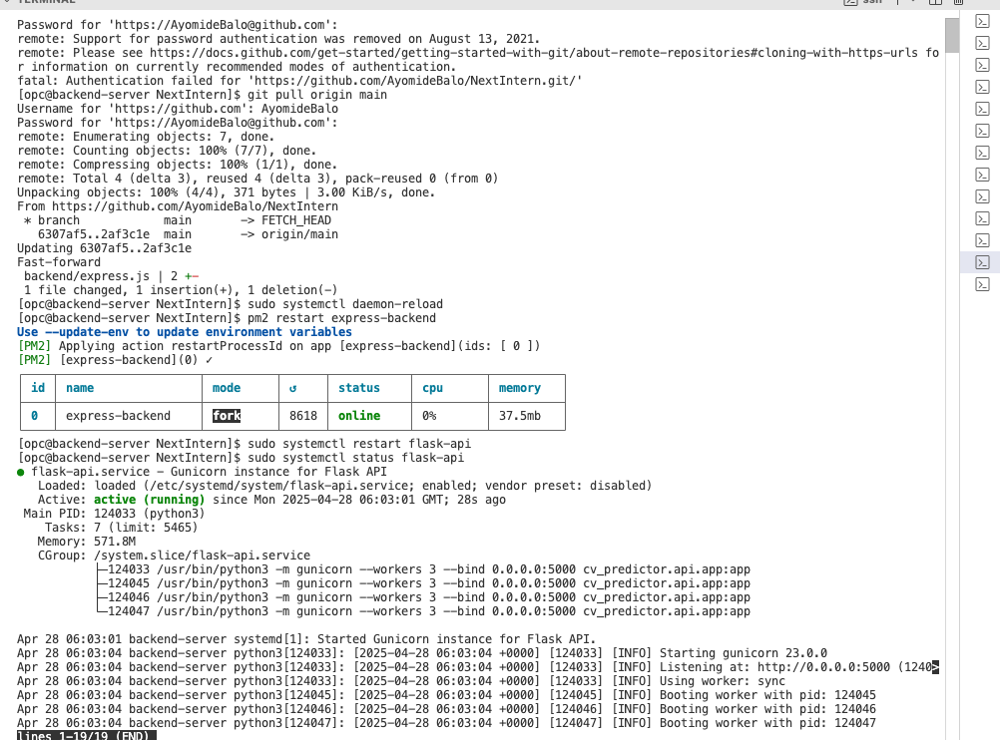 TERMINAL
ssh
Password for 'https://AyomideBalo@github.com':
remote: Support for password authentication was removed on August 13, 2021.
remote: Please see https://docs.github.com/get-started/getting-started-with-git/about-remote-repositories#cloning-with-https-urls fo
r information on currently recommended modes of authentication.
fatal: Authentication failed for 'https://github.com/AyomideBalo/NextIntern.git/'
[opc@backend-server NextIntern]$ git pull origin main
Username for 'https://github.com': AyomideBalo
Password for 'https://AyomideBalo@github.com':
remote: Enumerating objects: 7, done.
remote: Counting objects: 100% (7/7), done.
remote: Compressing objects: 100% (1/1), done.
remote: Total 4 (delta 3), reused 4 (delta 3), pack-reused 0 (from 0)
Unpacking objects: 100% (4/4), 371 bytes | 3.00 KiB/s, done.
From https://github.com/AyomideBalo/NextIntern
 * branch            main       -> FETCH_HEAD
   6307af5..2af3c1e  main       -> origin/main
Updating 6307af5..2af3c1e
Fast-forward
 backend/express.js | 2 +-
 1 file changed, 1 insertion(+), 1 deletion(-)
[opc@backend-server NextIntern]$ sudo systemctl daemon-reload
[opc@backend-server NextIntern]$ pm2 restart express-backend
Use --update-env to update environment variables
[PM2] Applying action restartProcessId on app [express-backend](ids: [ 0 ])
[PM2] [express-backend](0) ✓
id name mode ↺ status cpu memory
0 express-backend fork 8618 online 0% 37.5mb
[opc@backend-server NextIntern]$ sudo systemctl restart flask-api
[opc@backend-server NextIntern]$ sudo systemctl status flask-api
● flask-api.service - Gunicorn instance for Flask API
   Loaded: loaded (/etc/systemd/system/flask-api.service; enabled; vendor preset: disabled)
   Active: active (running) since Mon 2025-04-28 06:03:01 GMT; 28s ago
 Main PID: 124033 (python3)
    Tasks: 7 (limit: 5465)
   Memory: 571.8M
   CGroup: /system.slice/flask-api.service
           ├─124033 /usr/bin/python3 -m gunicorn --workers 3 --bind 0.0.0.0:5000 cv_predictor.api.app:app
           ├─124045 /usr/bin/python3 -m gunicorn --workers 3 --bind 0.0.0.0:5000 cv_predictor.api.app:app
           ├─124046 /usr/bin/python3 -m gunicorn --workers 3 --bind 0.0.0.0:5000 cv_predictor.api.app:app
           └─124047 /usr/bin/python3 -m gunicorn --workers 3 --bind 0.0.0.0:5000 cv_predictor.api.app:app
Apr 28 06:03:01 backend-server systemd[1]: Started Gunicorn instance for Flask API.
Apr 28 06:03:04 backend-server python3[124033]: [2025-04-28 06:03:04 +0000] [124033] [INFO] Starting gunicorn 23.0.0
Apr 28 06:03:04 backend-server python3[124033]: [2025-04-28 06:03:04 +0000] [124033] [INFO] Listening at: http://0.0.0.0:5000 (1240>
Apr 28 06:03:04 backend-server python3[124033]: [2025-04-28 06:03:04 +0000] [124033] [INFO] Using worker: sync
Apr 28 06:03:04 backend-server python3[124045]: [2025-04-28 06:03:04 +0000] [124045] [INFO] Booting worker with pid: 124045
Apr 28 06:03:04 backend-server python3[124046]: [2025-04-28 06:03:04 +0000] [124046] [INFO] Booting worker with pid: 124046
Apr 28 06:03:04 backend-server python3[124047]: [2025-04-28 06:03:04 +0000] [124047] [INFO] Booting worker with pid: 124047
lines 1-19/19 (END)